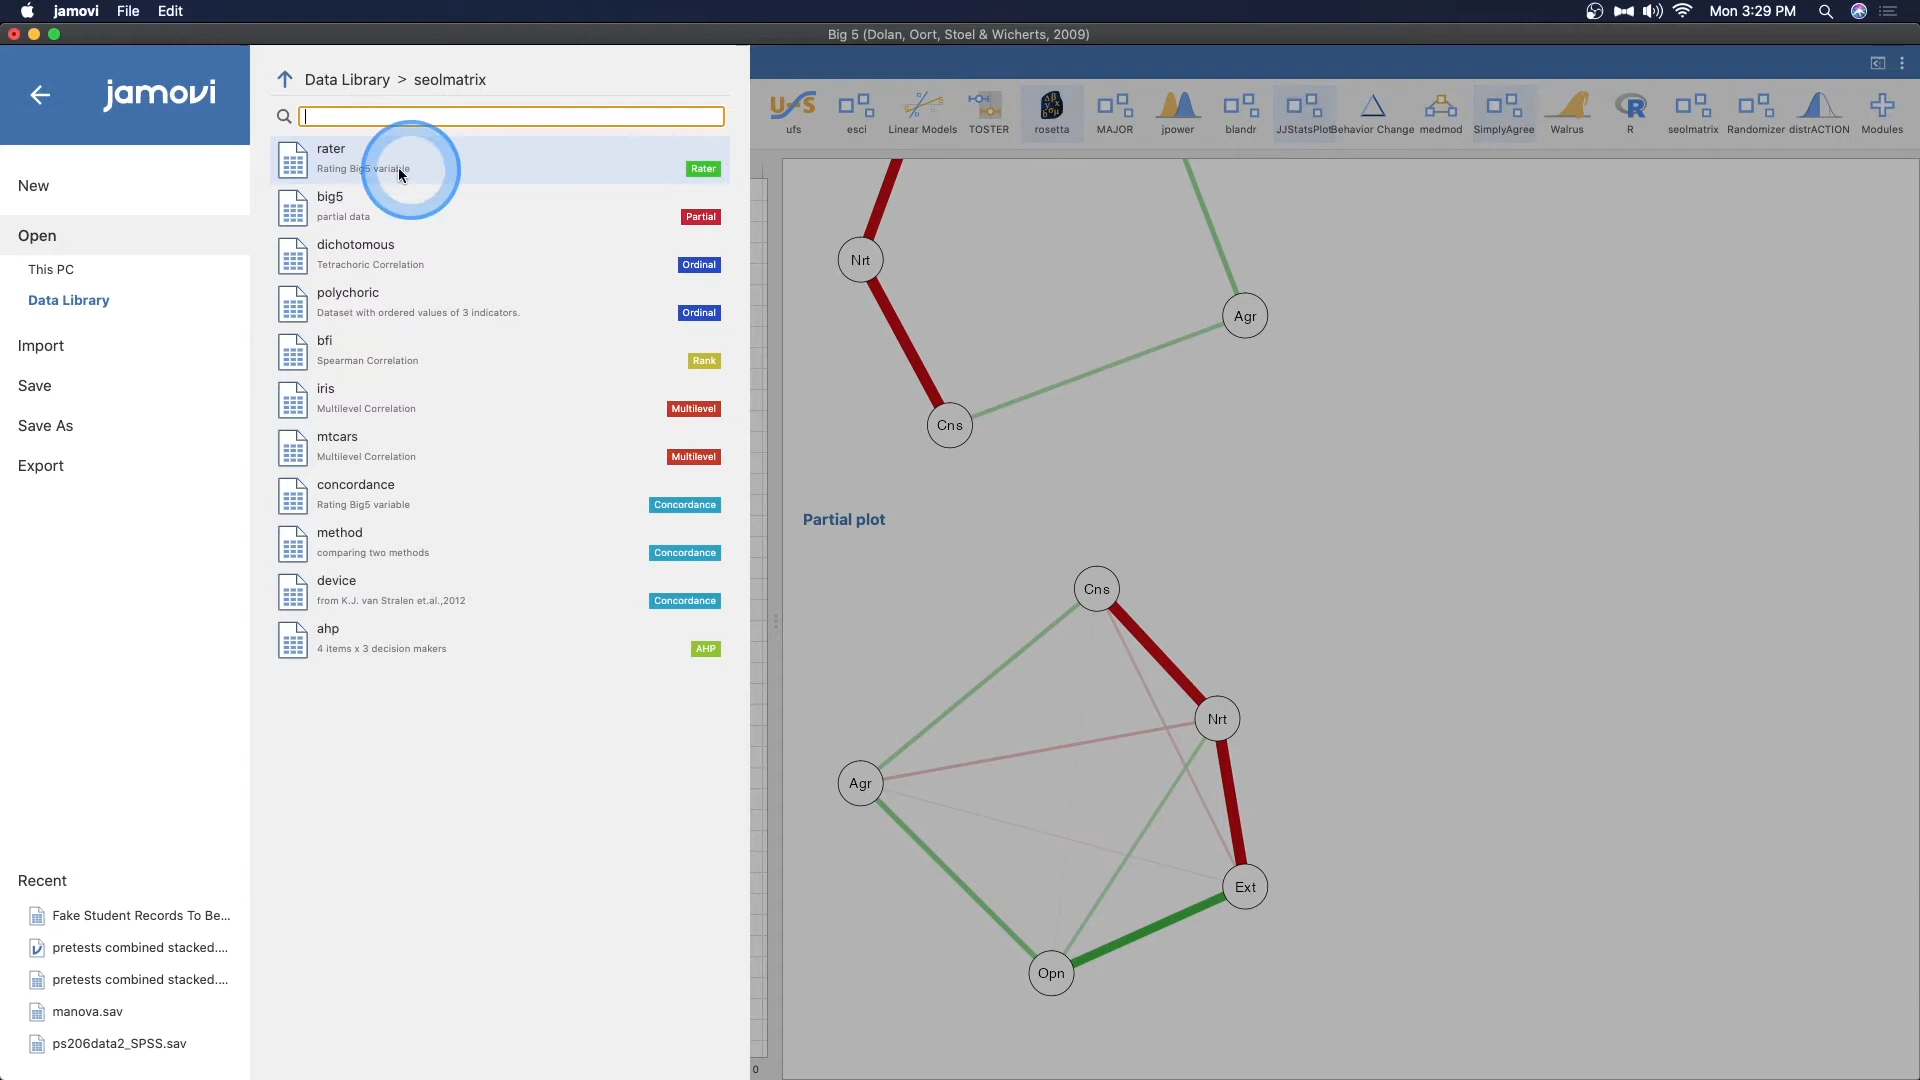 jamovi File Edit
Mon 3:29 PM
Big 5 (Dolan, Oort, Stoel & Wicherts, 2009)
jamovi
New
Open
This PC
Data Library
Import
Save
Save As
Export
Recent
Fake Student Records To Be...
pretests combined stacked....
pretests combined stacked....
manova.sav
ps206data2_SPSS.sav
Data Library > seolmatrix
rater
Rating Big5 variable
Rater
big5
partial data
Partial
dichotomous
Tetrachoric Correlation
Ordinal
polychoric
Dataset with ordered values of 3 indicators.
Ordinal
bfi
Spearman Correlation
Rank
iris
Multilevel Correlation
Multilevel
mtcars
Multilevel Correlation
Multilevel
concordance
Rating Big5 variable
Concordance
method
comparing two methods
Concordance
device
from K.J. van Stralen et.al.,2012
Concordance
ahp
4 items x 3 decision makers
AHP
ufs esci Linear Models TOSTER rosetta MAJOR jpower blandr JJStatsPlot Behavior Change medmod SimplyAgree Walrus R seolmatrix Randomizer distrACTION Modules
Nrt
Agr
Cns
Partial plot
Cns
Nrt
Agr
Ext
Opn
0